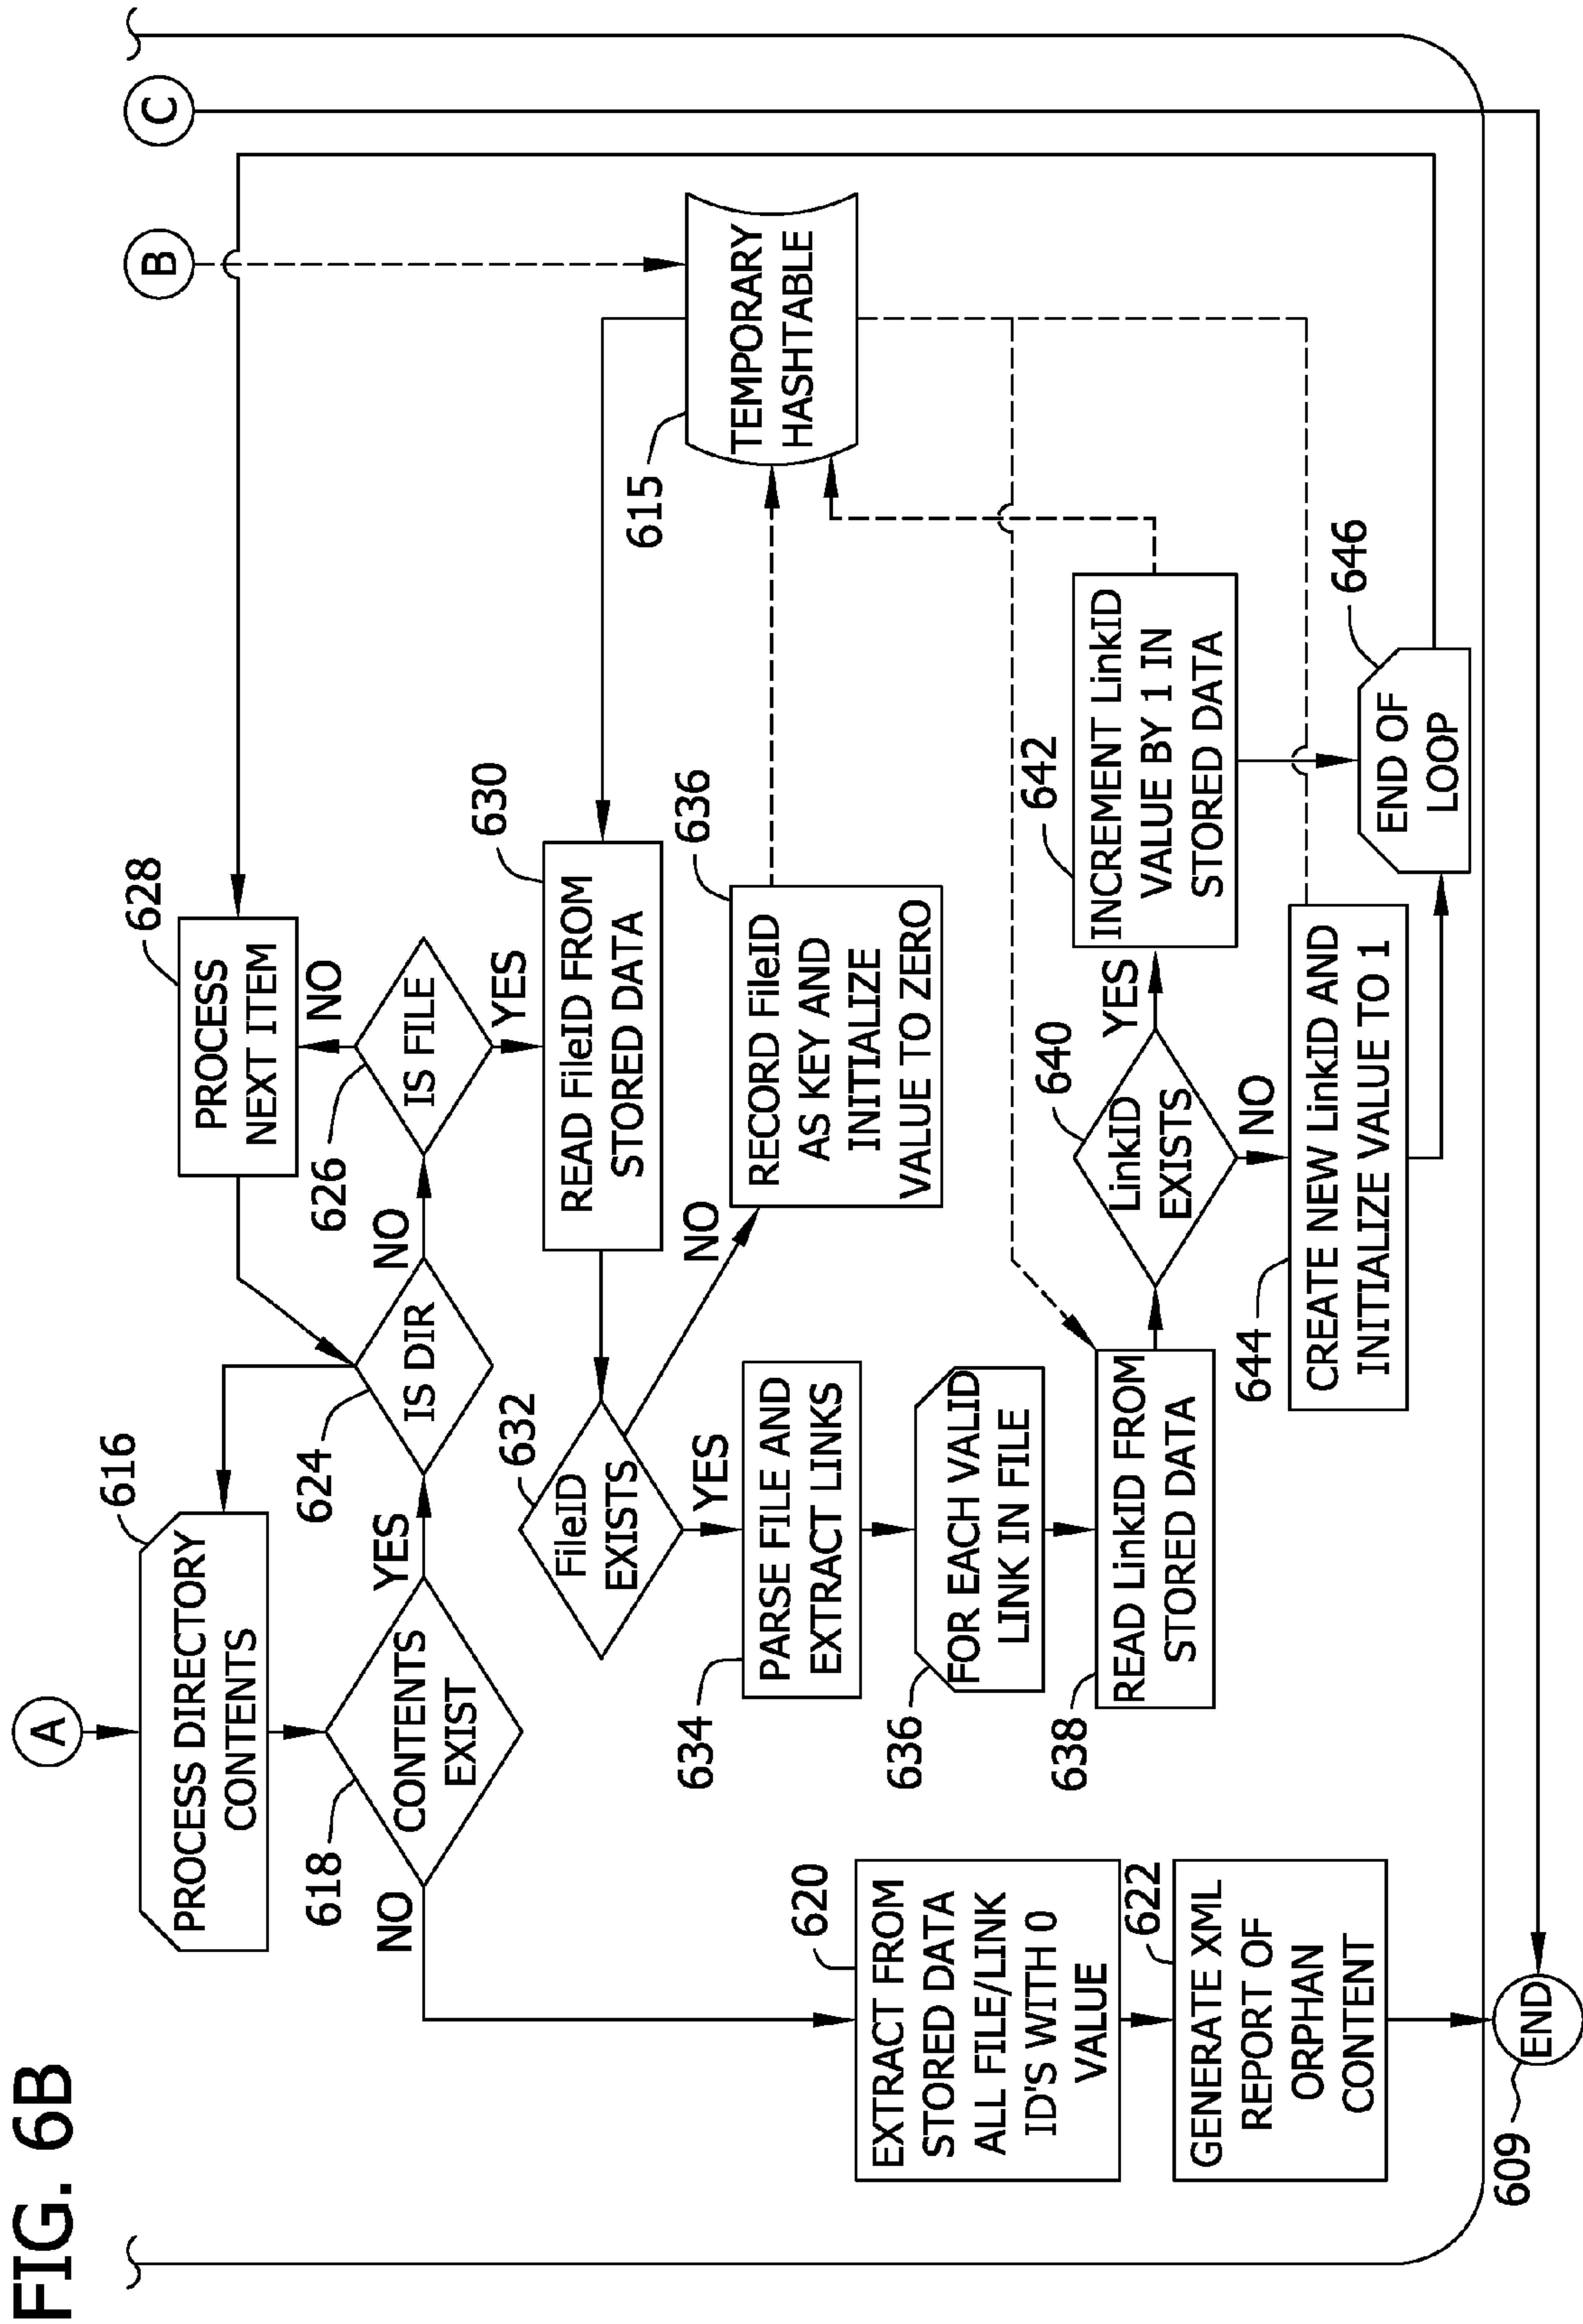 FIG. 6B
A
B
C
616
PROCESS DIRECTORY
CONTENTS
628
PROCESS
NEXT ITEM
618
CONTENTS
EXIST
YES
NO
624
IS DIR
NO
626
IS FILE
NO
YES
630
READ FileID FROM
STORED DATA
632
FileID
EXISTS
NO
YES
636
RECORD FileID
AS KEY AND
INITIALIZE
VALUE TO ZERO
615
TEMPORARY
HASHTABLE
634
PARSE FILE AND
EXTRACT LINKS
636
FOR EACH VALID
LINK IN FILE
638
READ LinkID FROM
STORED DATA
640
LinkID
EXISTS
YES
NO
642
INCREMENT LinkID
VALUE BY 1 IN
STORED DATA
644
CREATE NEW LinkID AND
INITIALIZE VALUE TO 1
646
END OF
LOOP
620
EXTRACT FROM
STORED DATA
ALL FILE/LINK
ID'S WITH 0
VALUE
622
GENERATE XML
REPORT OF
ORPHAN
CONTENT
609
END